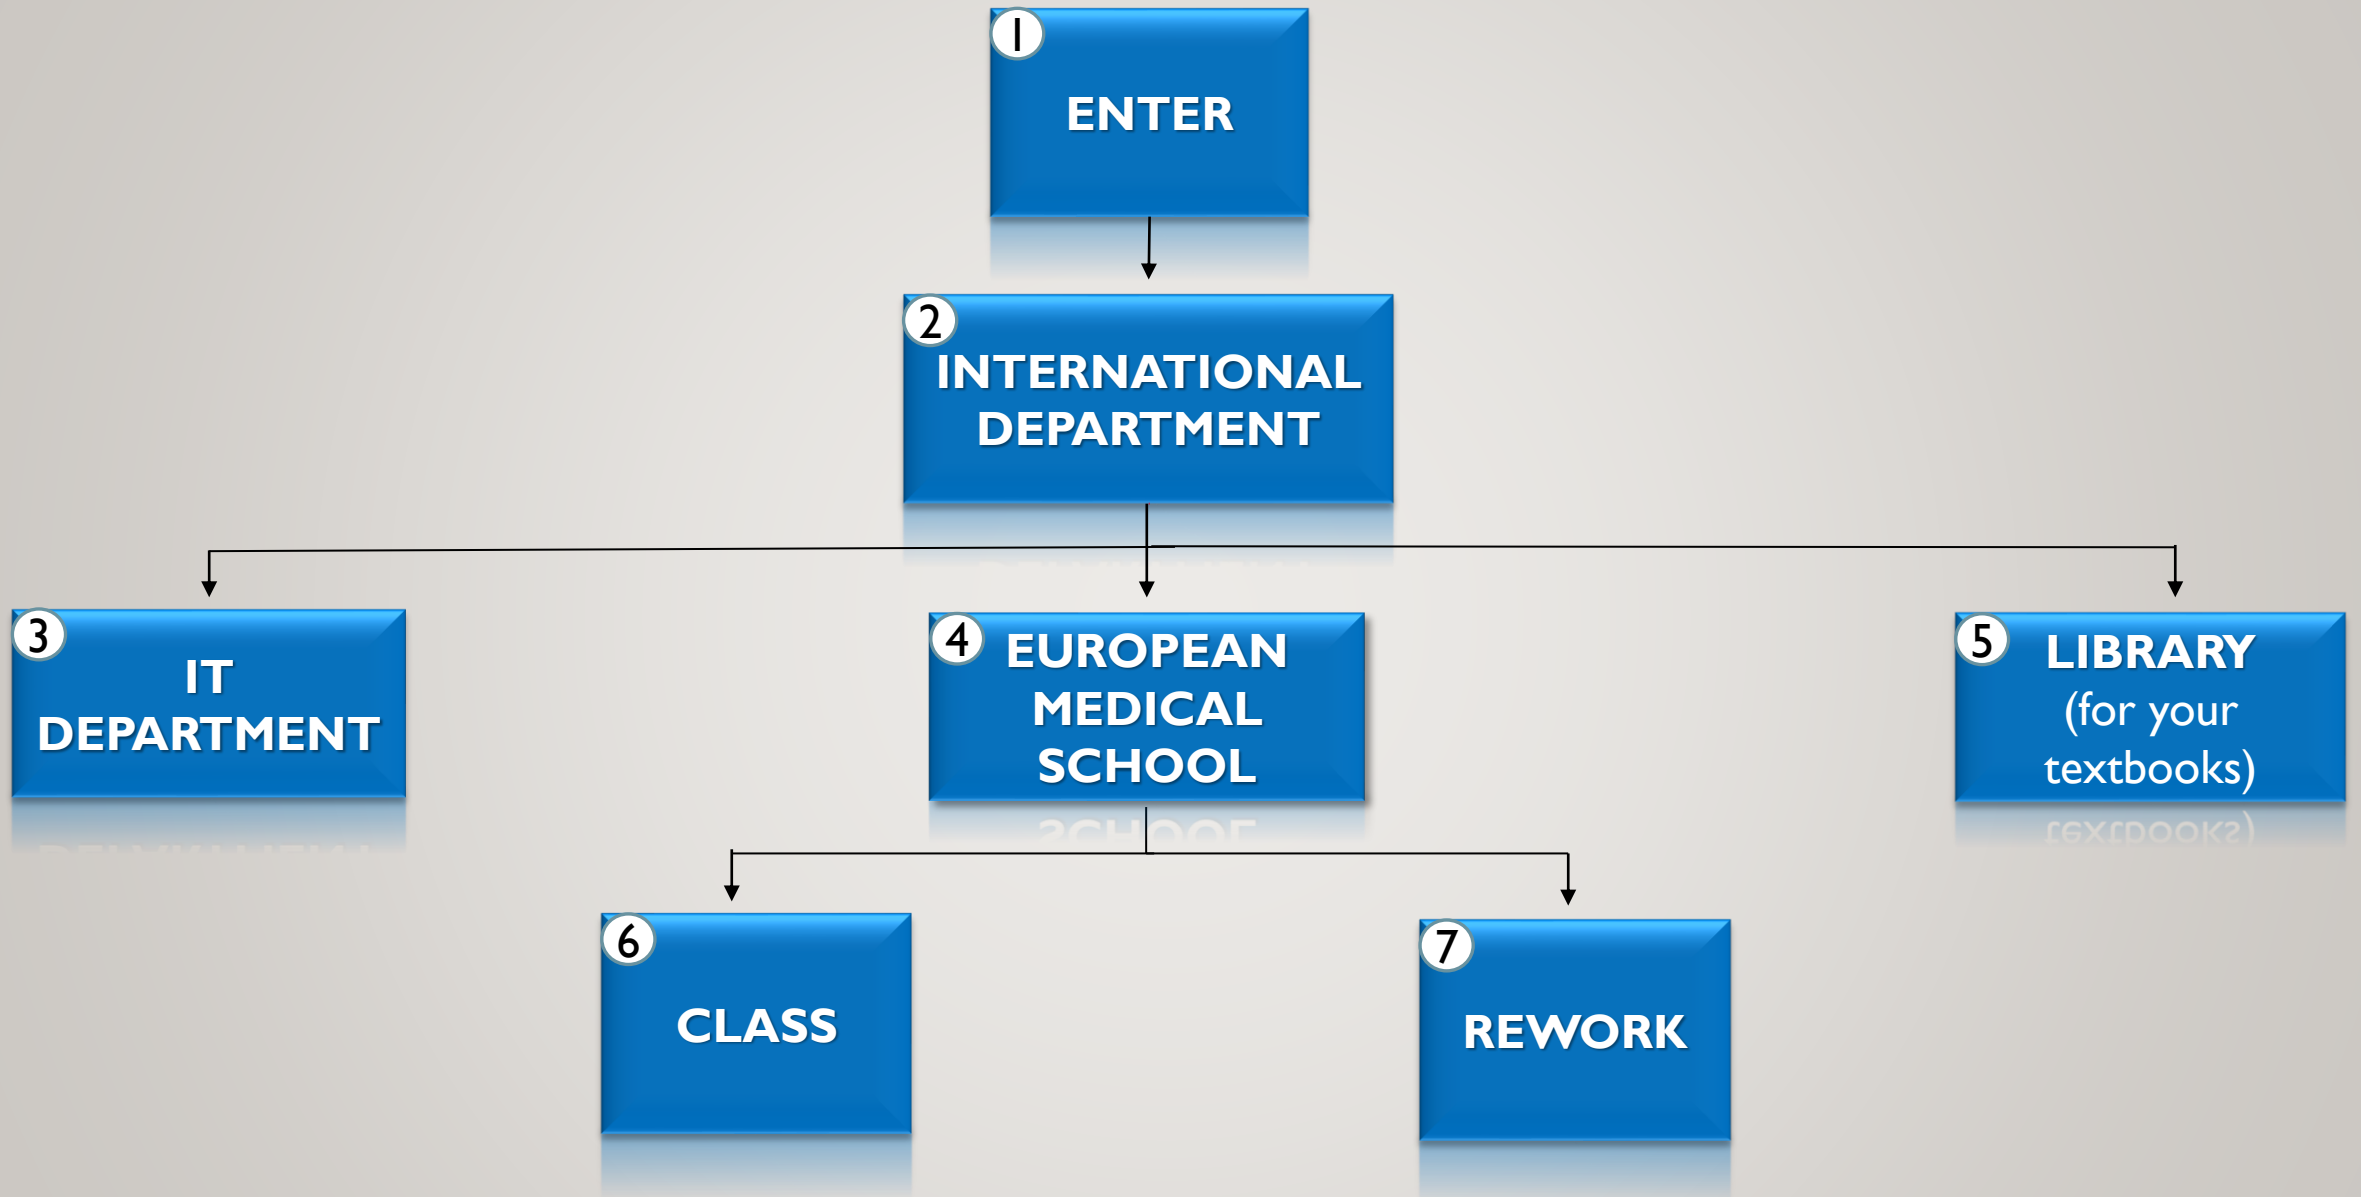 1
ENTER
2
INTERNATIONAL
DEPARTMENT
3
IT
DEPARTMENT
4
EUROPEAN
MEDICAL
SCHOOL
5
LIBRARY
(for your
textbooks)
6
CLASS
7
REWORK